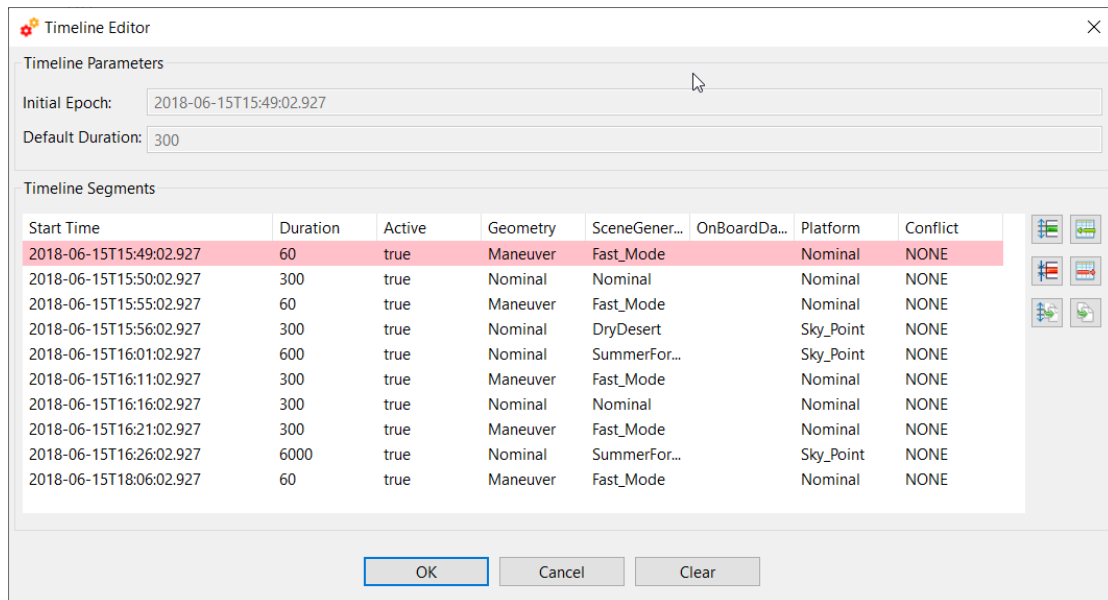 Timeline Editor
Timeline Parameters
Initial Epoch: 2018-06-15T15:49:02.927
Default Duration: 300
Timeline Segments
Start Time Duration Active Geometry SceneGener... OnBoardDa... Platform Conflict
2018-06-15T15:49:02.927 60 true Maneuver Fast_Mode Nominal NONE
2018-06-15T15:50:02.927 300 true Nominal Nominal Nominal NONE
2018-06-15T15:55:02.927 60 true Maneuver Fast_Mode Nominal NONE
2018-06-15T15:56:02.927 300 true Nominal DryDesert Sky_Point NONE
2018-06-15T16:01:02.927 600 true Nominal SummerFor... Sky_Point NONE
2018-06-15T16:11:02.927 300 true Maneuver Fast_Mode Nominal NONE
2018-06-15T16:16:02.927 300 true Nominal Nominal Nominal NONE
2018-06-15T16:21:02.927 300 true Maneuver Fast_Mode Nominal NONE
2018-06-15T16:26:02.927 6000 true Nominal SummerFor... Sky_Point NONE
2018-06-15T18:06:02.927 60 true Maneuver Fast_Mode Nominal NONE
OK Cancel Clear